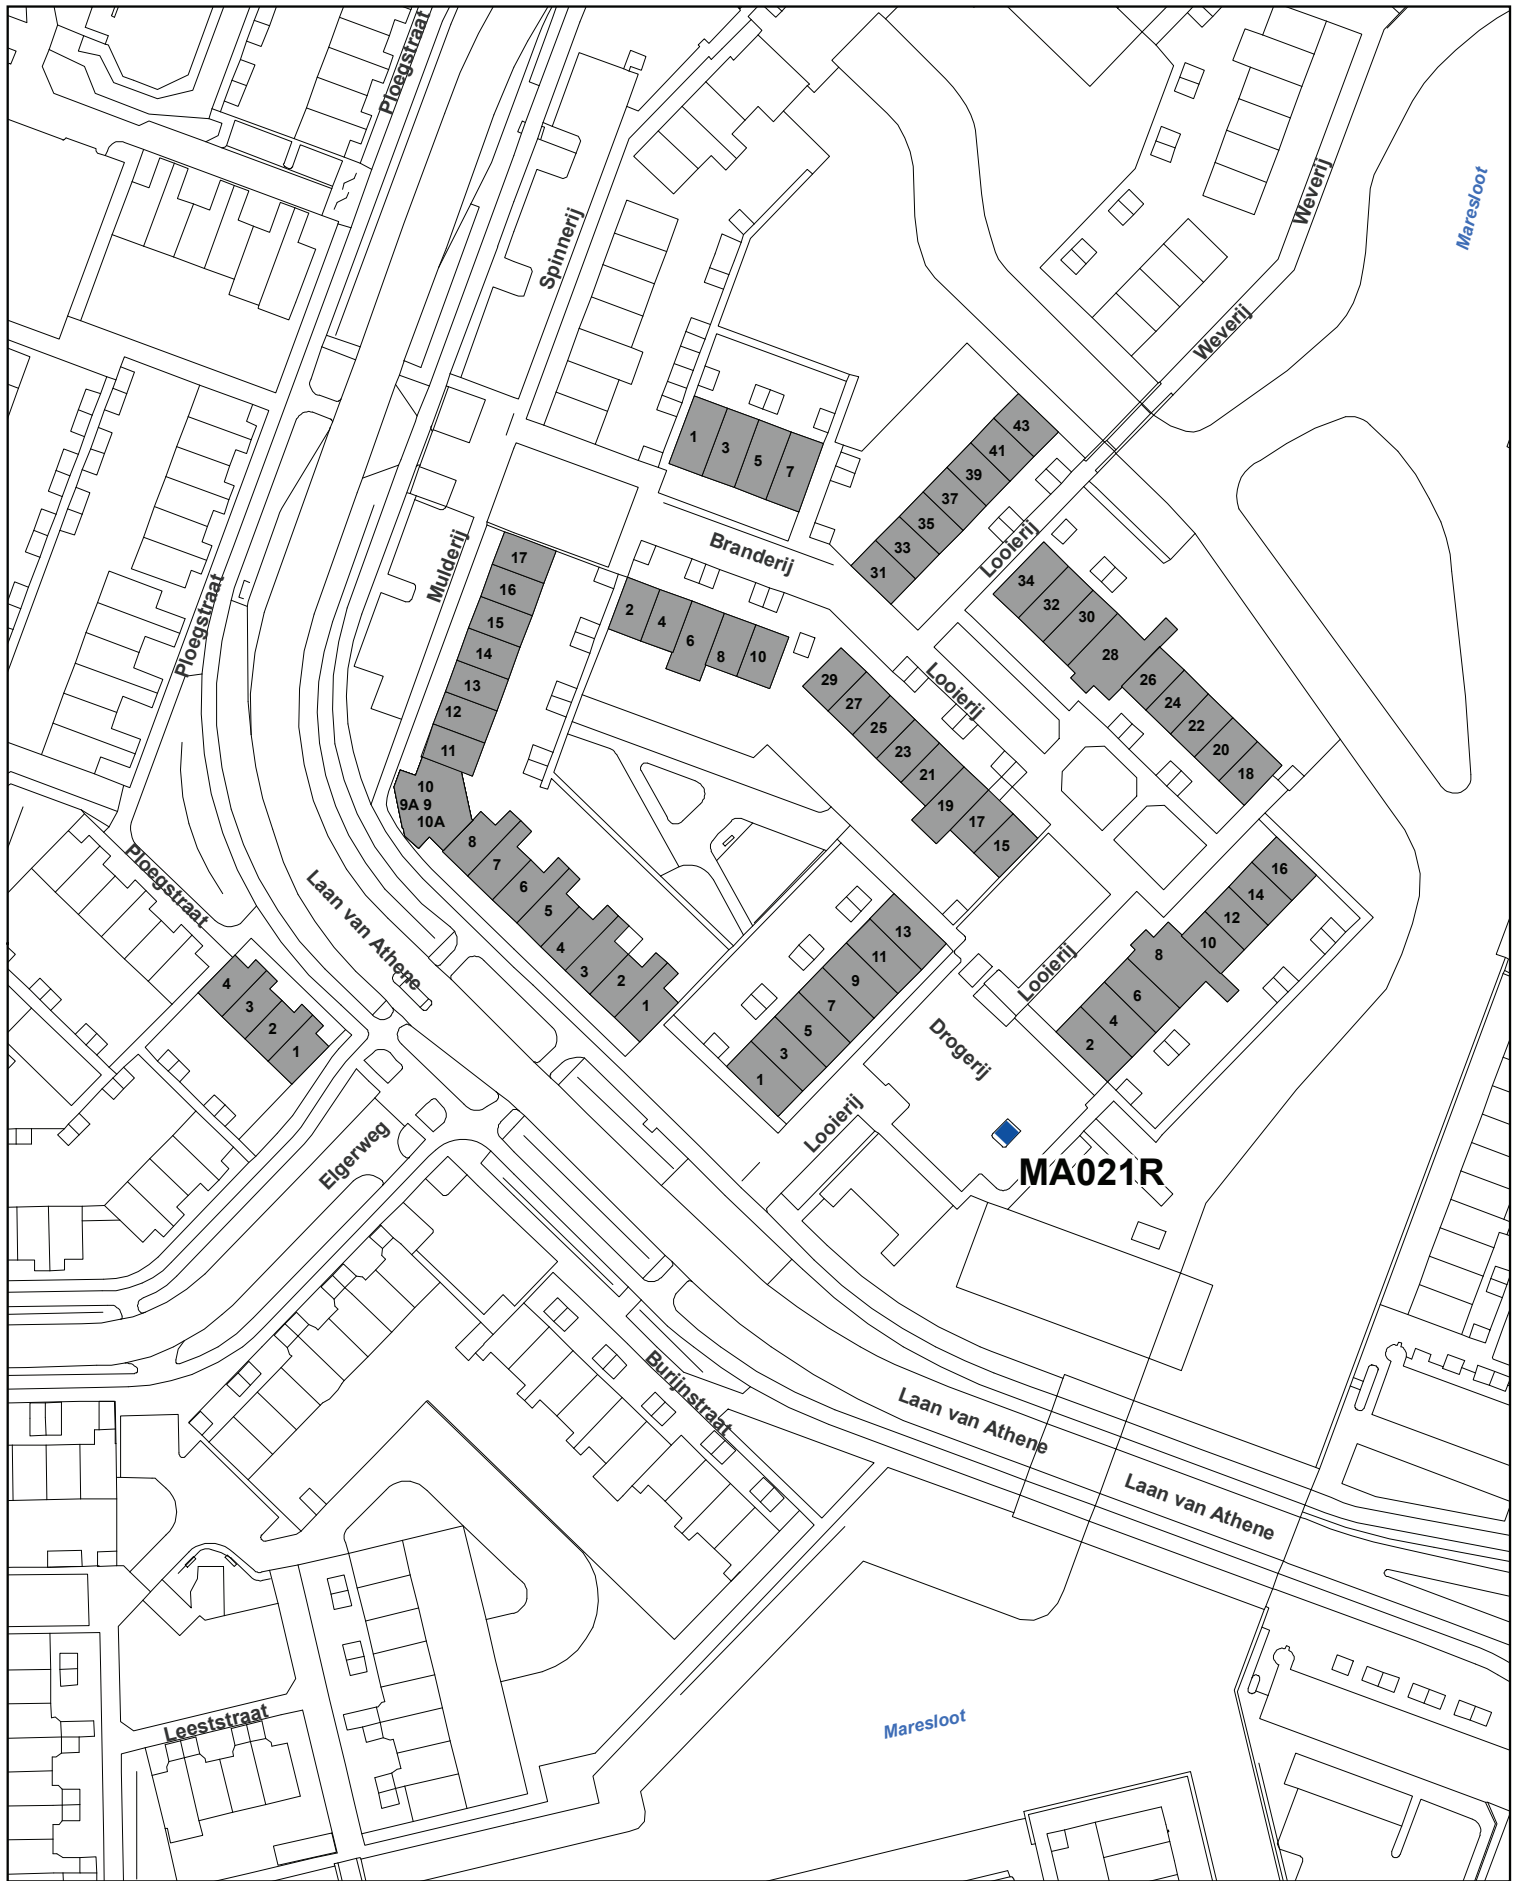 Ploegstraat
Spinnerij
Weverij
Maresloot
Weverij
1
3
5
7
43
41
39
37
35
33
31
Branderij
Looierij
Mulderij
17
16
15
14
13
12
11
10
9A 9
10A
2
4
6
8
10
34
32
30
28
26
24
22
20
18
Ploegstraat
29
27
25
23
21
19
17
15
Looierij
8
7
6
5
4
3
2
1
Ploegstraat
Laan van Athene
16
14
12
10
8
6
4
2
13
11
9
7
5
3
1
Looierij
Drogerij
4
3
2
1
Looierij
Elgerweg
MA021R
Burijnstraat
Laan van Athene
Laan van Athene
Leeststraat
Maresloot